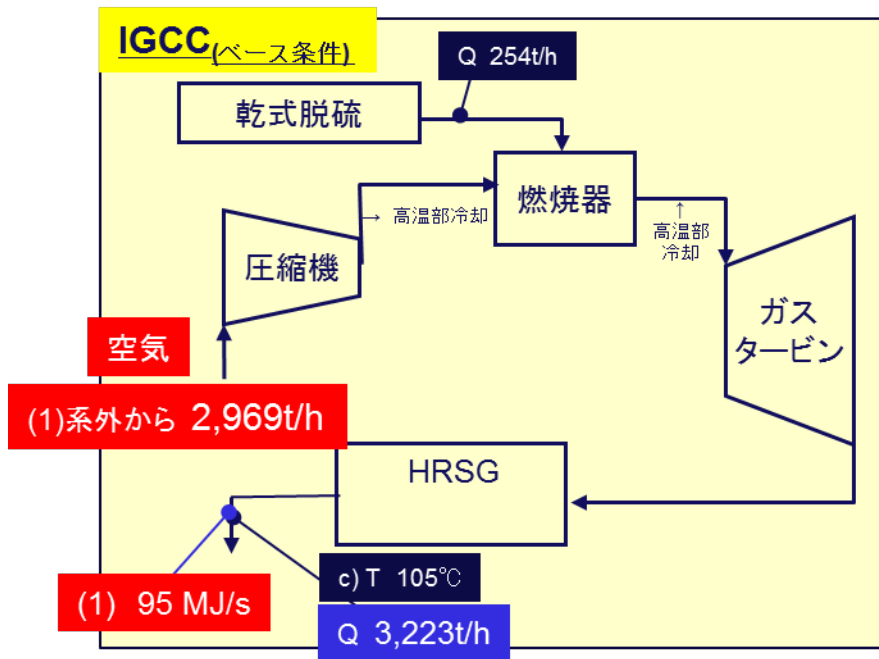 IGCC(ベース条件)
Q 254t/h
乾式脱硫
燃焼器
→ 高温部冷却
↑
高温部
冷却
圧縮機
ガス
タービン
空気
(1)系外から 2,969t/h
HRSG
c) T 105℃
(1) 95 MJ/s
Q 3,223t/h